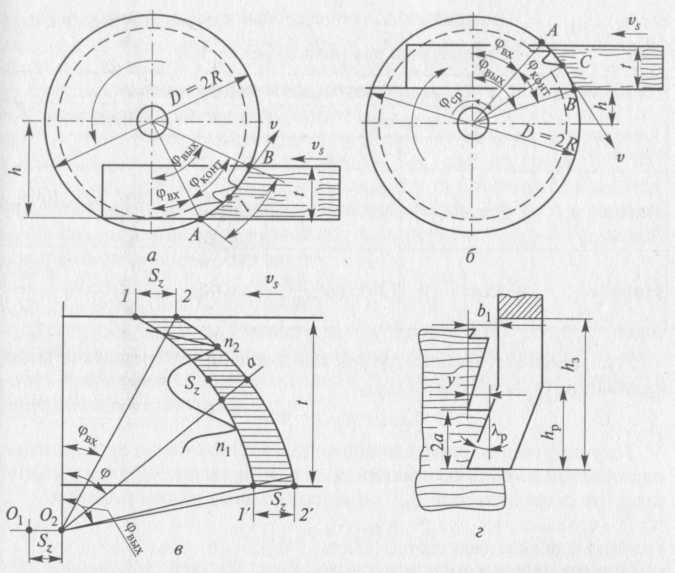 D = 2R
h
φвых
φвх
φконт
v
B
vs
l
A
а
A
vs
φвх
φвых
φконт
C
t
φср
B
h
D = 2R
v
б
Sz
vs
1
2
n2
Sz
a
t
n1
φвх
φ
O1
O2
Sz
φвых
1′
Sz
2′
в
b1
hз
γ
2a
λр
hр
г